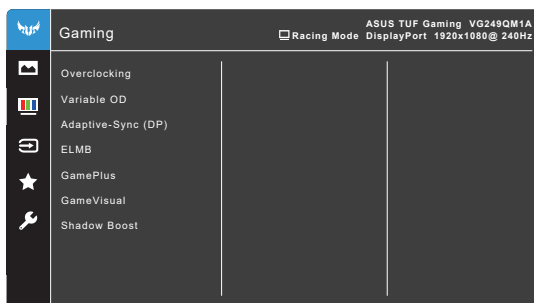 Gaming
ASUS TUF Gaming VG249QM1A
Racing Mode DisplayPort 1920x1080@ 240Hz
Overclocking
Variable OD
Adaptive-Sync (DP)
ELMB
GamePlus
GameVisual
Shadow Boost